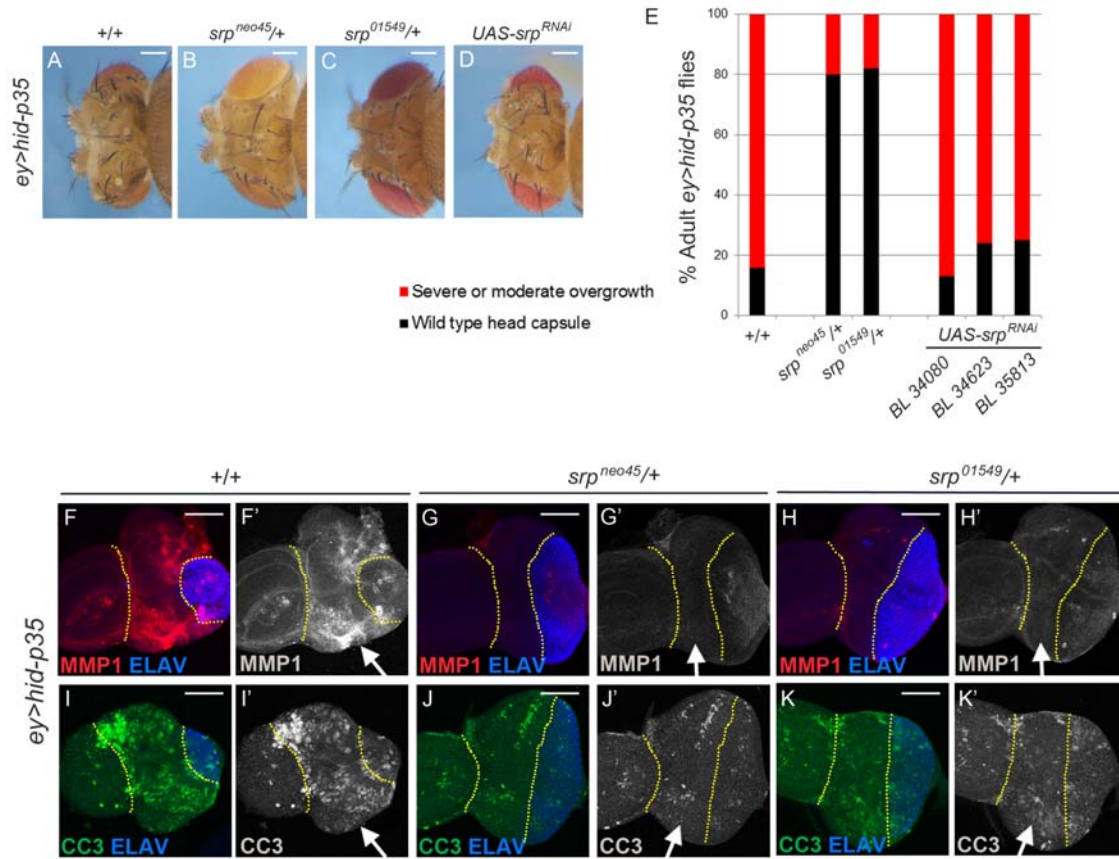 +/+ srp^neo45/+ srp^01549/+ UAS-srp^RNAi
ey>hid-p35
A B C D
E
% Adult ey>hid-p35 flies
100
80
60
40
20
0
+/+ srp^neo45/+ srp^01549/+ UAS-srp^RNAi
BL 34080 BL 34623 BL 35813
Severe or moderate overgrowth
Wild type head capsule
+/+ srp^neo45/+ srp^01549/+
ey>hid-p35
F F' G G' H H'
MMP1 ELAV MMP1 MMP1 ELAV MMP1 MMP1 ELAV MMP1
I I' J J' K K'
CC3 ELAV CC3 CC3 ELAV CC3 CC3 ELAV CC3